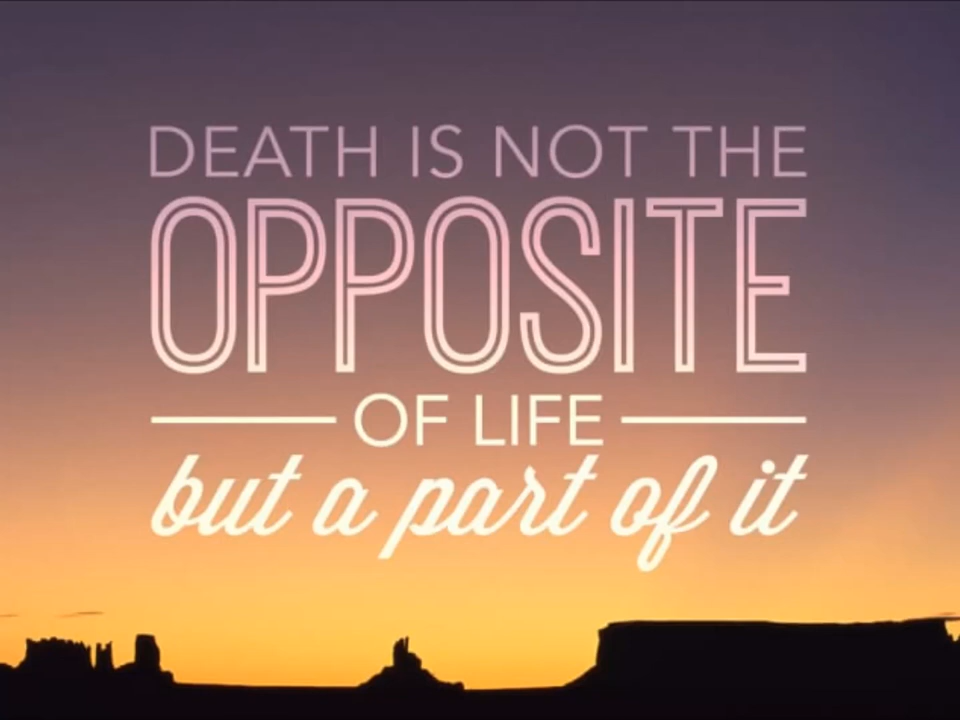 DEATH IS NOT THE
OPPOSITE
OF LIFE
but a part of it